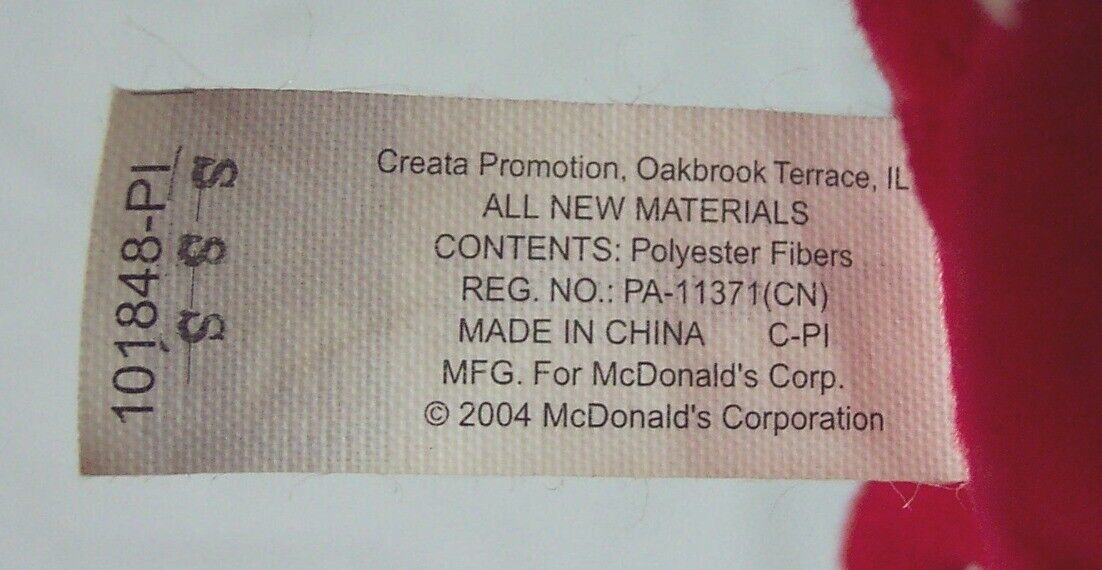 Creata Promotion, Oakbrook Terrace, IL
ALL NEW MATERIALS
CONTENTS: Polyester Fibers
REG. NO.: PA-11371(CN)
MADE IN CHINA C-PI
MFG. For McDonald's Corp.
© 2004 McDonald's Corporation
101848-PI
S S S